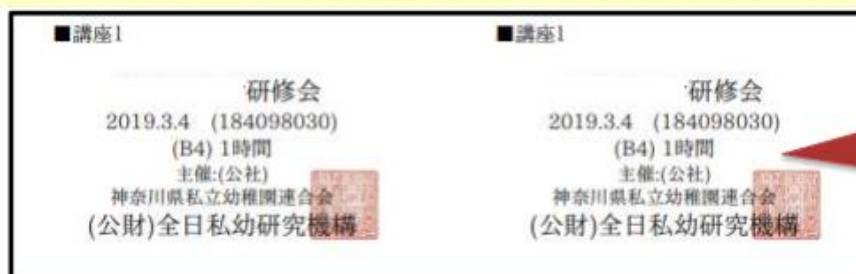 ■講座1
研修会
2019.3.4 (184098030)
(B4) 1時間
主催:(公社)
神奈川県私立幼稚園連合会
(公財)全日私幼研究機構
■講座1
研修会
2019.3.4 (184098030)
(B4) 1時間
主催:(公社)
神奈川県私立幼稚園連合会
(公財)全日私幼研究機構